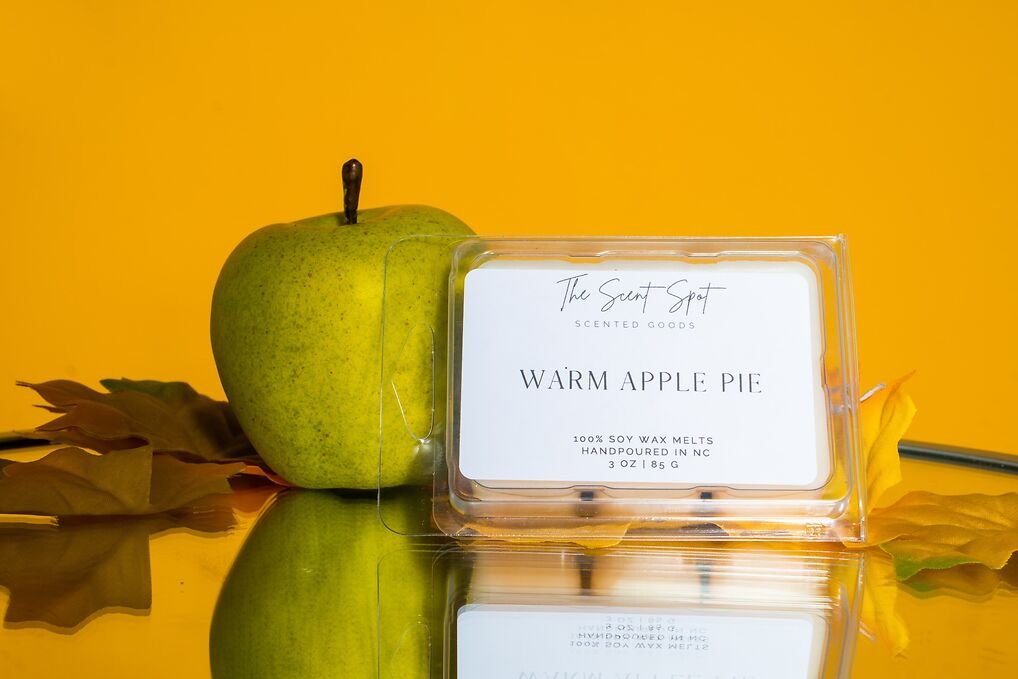 The Scent Spot
SCENTED GOODS
WARM APPLE PIE
100% SOY WAX MELTS
HANDPOURED IN NC
3 OZ | 85 G